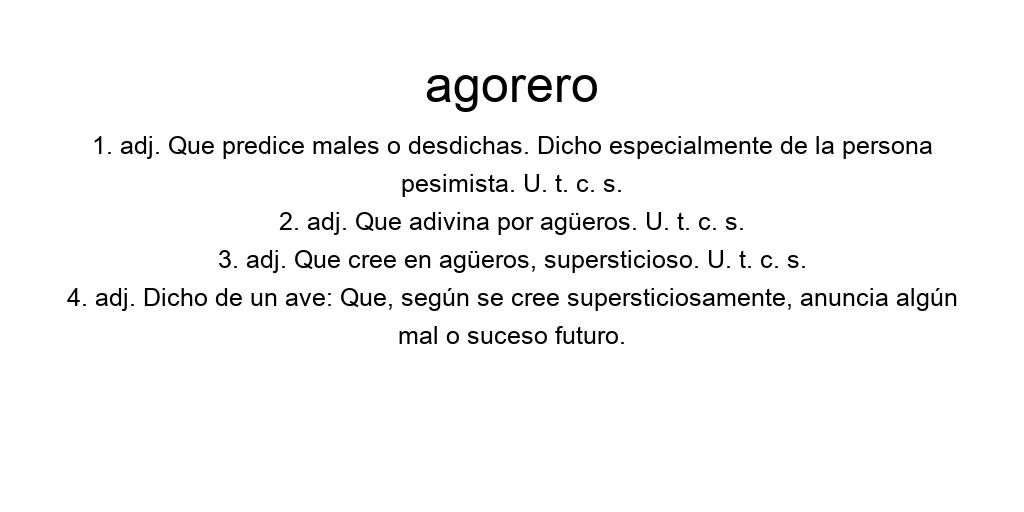 agorero
1. adj. Que predice males o desdichas. Dicho especialmente de la persona
pesimista. U. t. c. s.
2. adj. Que adivina por agüeros. U. t. c. s.
3. adj. Que cree en agüeros, supersticioso. U. t. c. s.
4. adj. Dicho de un ave: Que, según se cree supersticiosamente, anuncia algún
mal o suceso futuro.